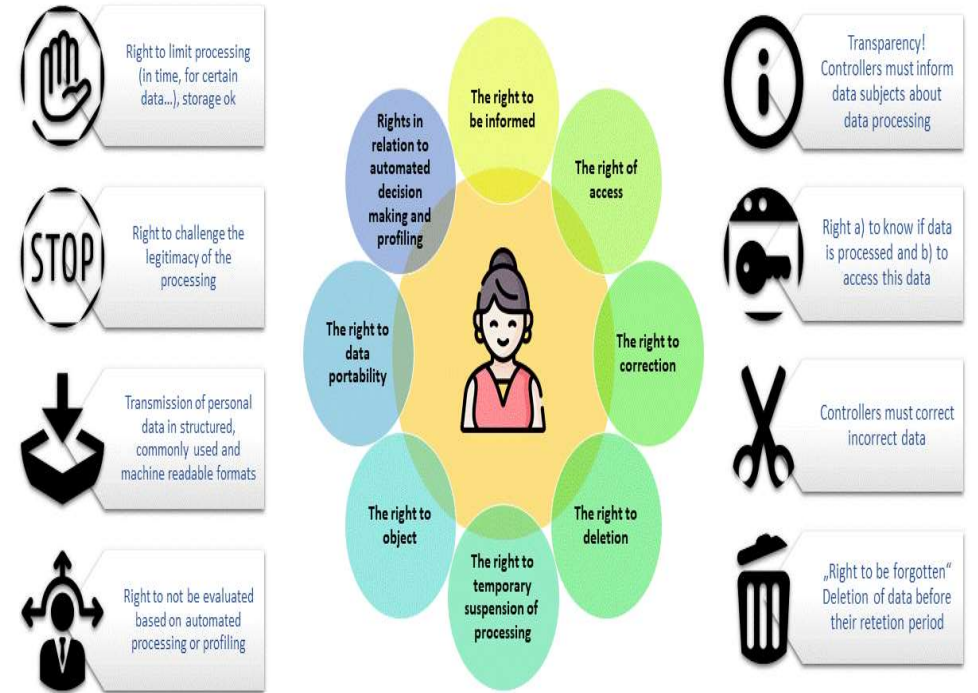 Right to limit processing
(in time, for certain
data...), storage ok
STOP
Right to challenge the
legitimacy of the
processing
Transmission of personal
data in structured,
commonly used and
machine readable formats
Right to not be evaluated
based on automated
processing or profiling
The right to
be informed
The right of
access
The right to
correction
The right to
deletion
The right to
temporary
suspension of
processing
The right to
object
The right to
data
portability
Rights in
relation to
automated
decision
making and
profiling
Transparency!
Controllers must inform
data subjects about
data processing
Right a) to know if data
is processed and b) to
access this data
Controllers must correct
incorrect data
„Right to be forgotten“
Deletion of data before
their retetion period